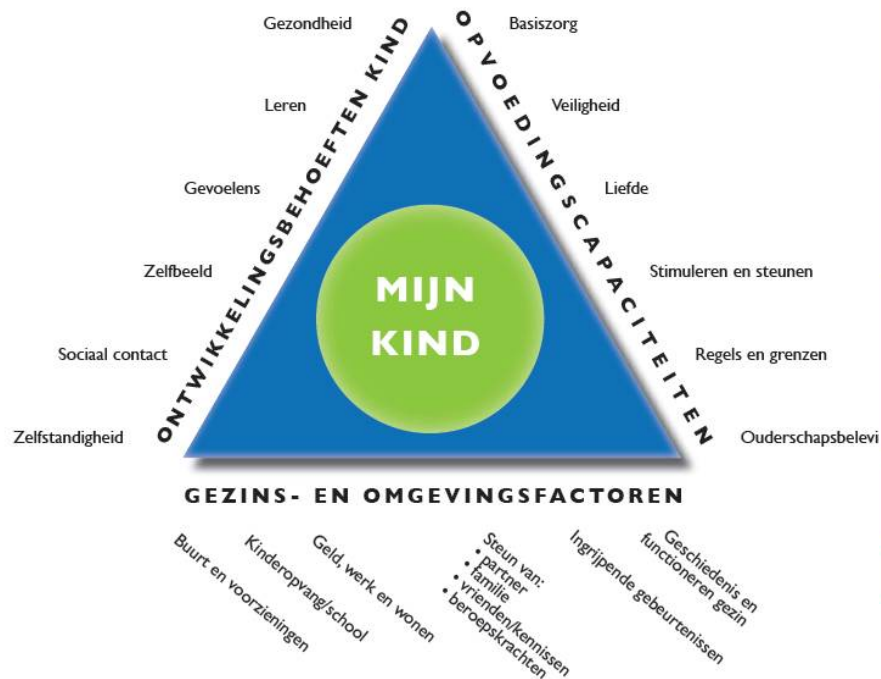 Gezondheid
Leren
Gevoelens
Zelfbeeld
Sociaal contact
Zelfstandigheid
ONTWIKKELINGSBEHOEFTEN KIND
MIJN
KIND
OPVOEDINGSCAPACITEITEN
Basiszorg
Veiligheid
Liefde
Stimuleren en steunen
Regels en grenzen
Ouderschapsbelevi
GEZINS- EN OMGEVINGSFACTOREN
Buurt en voorzieningen
Kinderopvang/school
Geld, werk en wonen
Steun van:
• partner
• familie
• vrienden/kennissen
• beroepskrachten
Ingrijpende gebeurtenissen
Geschiedenis en
functioneren gezin